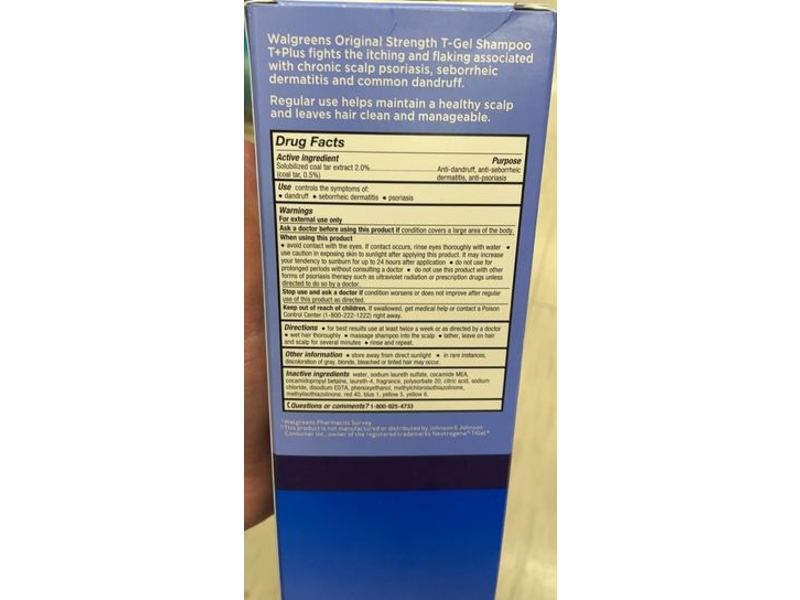 Walgreens Original Strength T-Gel Shampoo
T+Plus fights the itching and flaking associated
with chronic scalp psoriasis, seborrheic
dermatitis and common dandruff.
Regular use helps maintain a healthy scalp
and leaves hair clean and manageable.
Drug Facts
Active ingredient Purpose
Solubilized coal tar extract 2.0% Anti-dandruff, anti-seborrheic
(coal tar, 0.5%) dermatitis, anti-psoriasis
Use controls the symptoms of:
• dandruff • seborrheic dermatitis • psoriasis
Warnings
For external use only
Ask a doctor before using this product if condition covers a large area of the body.
When using this product
• avoid contact with the eyes. If contact occurs, rinse eyes thoroughly with water •
use caution in exposing skin to sunlight after applying this product. It may increase
your tendency to sunburn for up to 24 hours after application • do not use for
prolonged periods without consulting a doctor • do not use this product with other
forms of psoriasis therapy such as ultraviolet radiation or prescription drugs unless
directed to do so by a doctor.
Stop use and ask a doctor if condition worsens or does not improve after regular
use of this product as directed.
Keep out of reach of children. If swallowed, get medical help or contact a Poison
Control Center (1-800-222-1222) right away.
Directions • for best results use at least twice a week or as directed by a doctor
• wet hair thoroughly • massage shampoo into the scalp • lather, leave on hair
and scalp for several minutes • rinse and repeat.
Other information • store away from direct sunlight • in rare instances,
discoloration of gray, blonde, bleached or tinted hair may occur.
Inactive ingredients water, sodium laureth sulfate, cocamide MEA,
cocamidopropyl betaine, laureth-4, fragrance, polysorbate 20, citric acid, sodium
chloride, disodium EDTA, phenoxyethanol, methylchloroisothiazolinone,
methylisothiazolinone, red 40, blue 1, yellow 5, yellow 6.
Questions or comments? 1-800-925-4733
Walgreens Pharmacist Survey
This product is not manufactured or distributed by Johnson & Johnson
Consumer Inc., owner of the registered trademarks Neutrogena® T/Gel®.